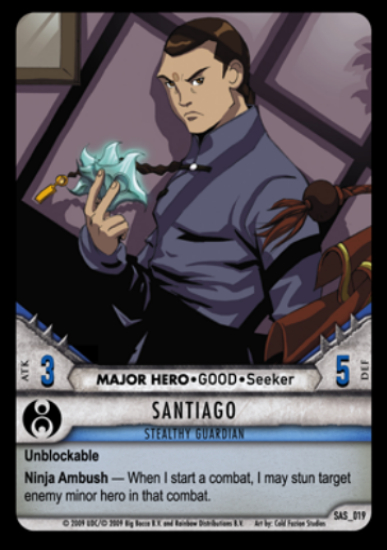 ATK 3 MAJOR HERO•GOOD•Seeker 5 DEF
SANTIAGO
STEALTHY GUARDIAN
Unblockable
Ninja Ambush — When I start a combat, I may stun target
enemy minor hero in that combat.
SAS_019
© 2009 UDC/© 2009 Big Bocca B.V. and Rainbow Distributions B.V. Art by: Cold Fusion Studios